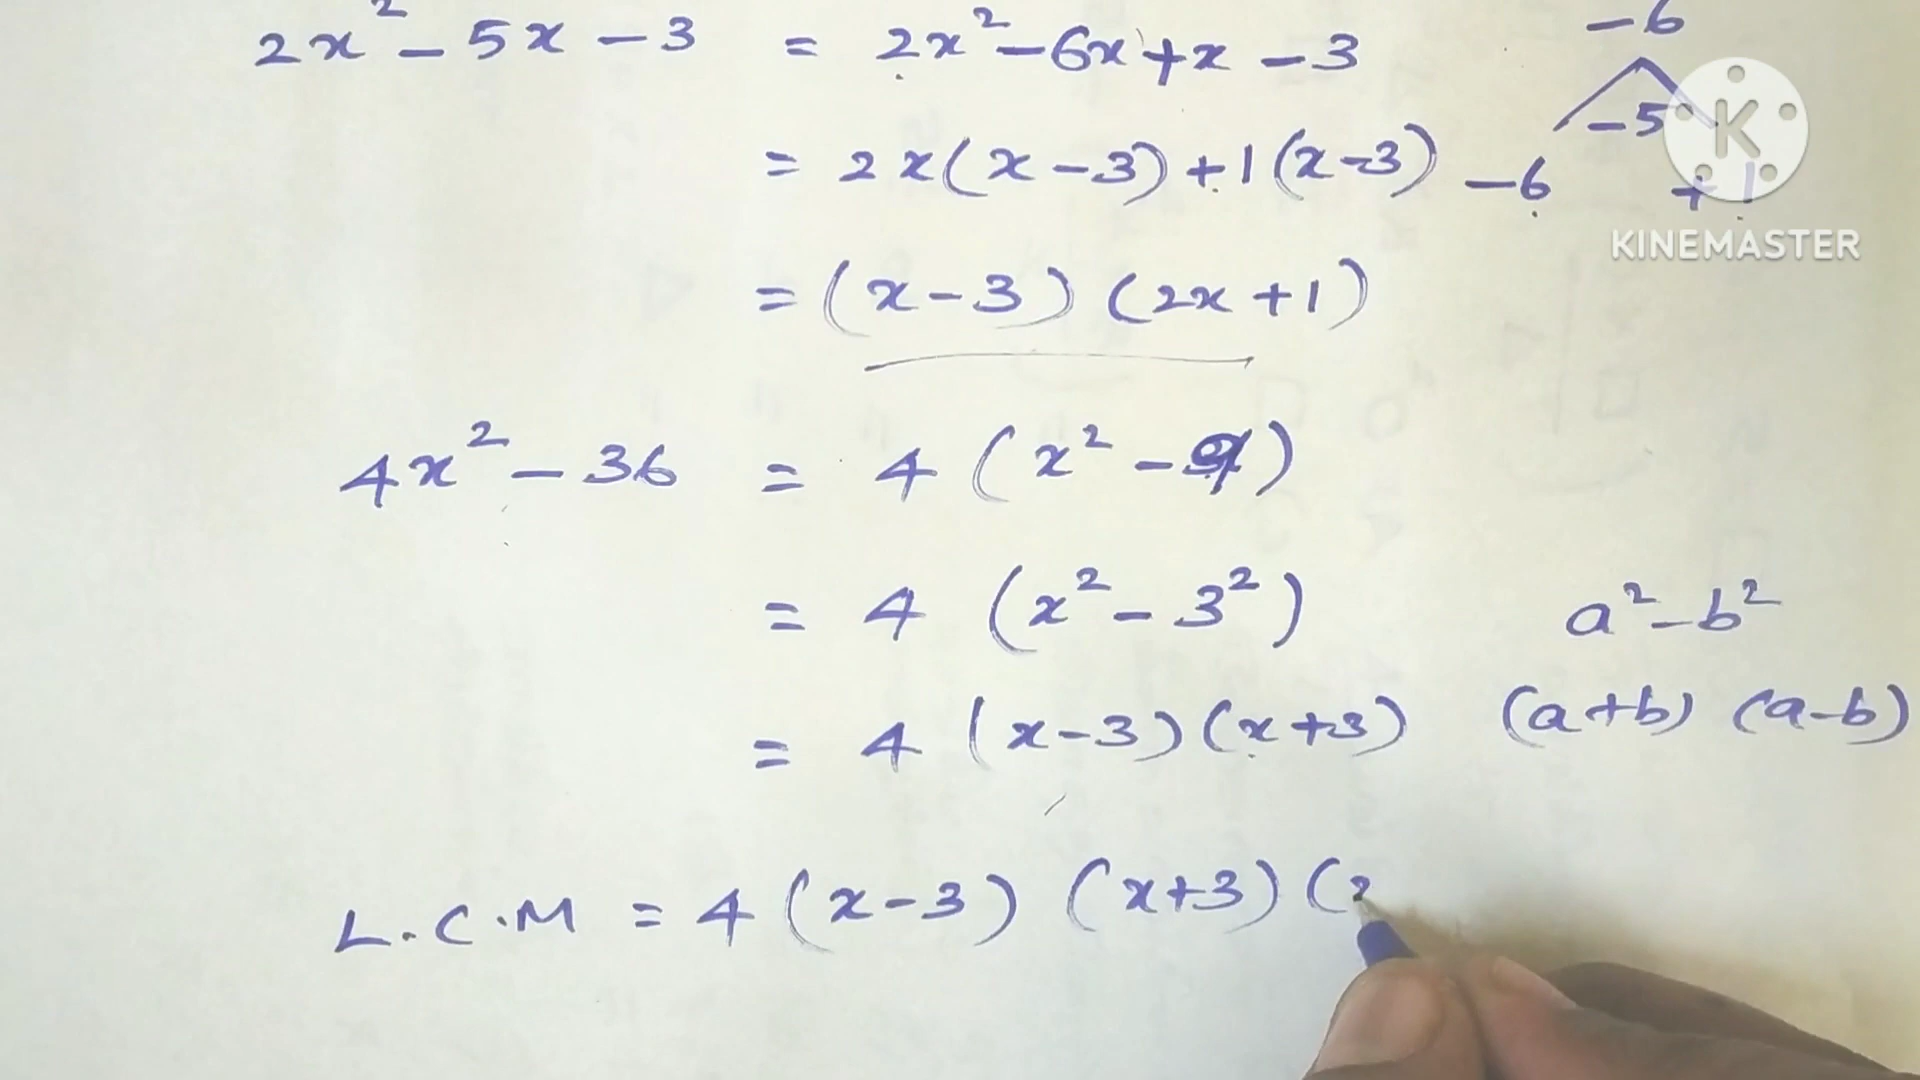 2x² - 5x - 3 = 2x² - 6x + x - 3
-6
= 2x(x-3) + 1(x-3)
-5
-6 +1
K
KINEMASTER
= (x-3) (2x+1)
4x² - 36 = 4(x² - 9)
= 4 (x² - 3²)
a² - b²
= 4 (x-3)(x+3)
(a+b) (a-b)
L.C.M = 4(x-3) (x+3) (2